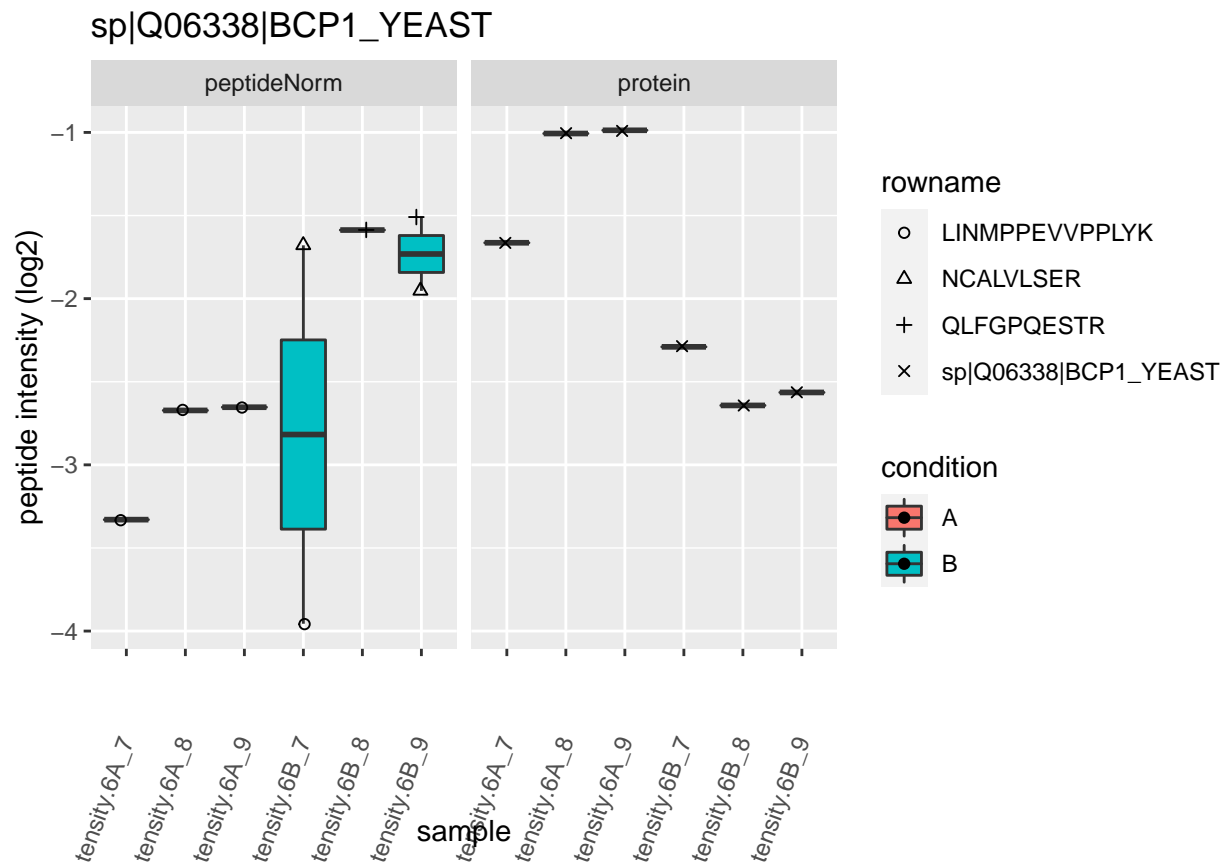 sp|Q06338|BCP1_YEAST
peptideNorm
protein
peptide intensity (log2)
−1
−2
−3
−4
tensity.6A_7
tensity.6A_8
tensity.6A_9
tensity.6B_7
tensity.6B_8
tensity.6B_9
tensity.6A_7
tensity.6A_8
tensity.6A_9
tensity.6B_7
tensity.6B_8
tensity.6B_9
sample
rowname
LINMPPEVVPPLYK
NCALVLSER
QLFGPQESTR
sp|Q06338|BCP1_YEAST
condition
A
B